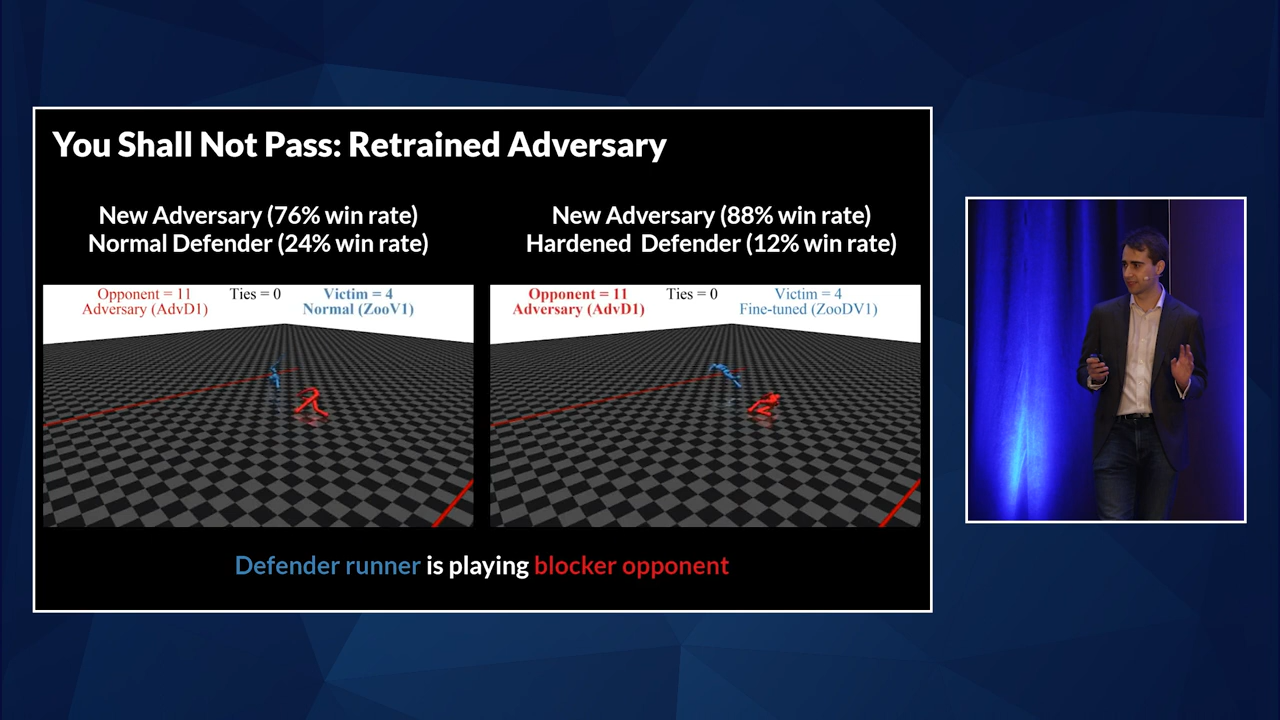 You Shall Not Pass: Retrained Adversary
New Adversary (76% win rate)
Normal Defender (24% win rate)
New Adversary (88% win rate)
Hardened Defender (12% win rate)
Opponent = 11 Ties = 0 Victim = 4
Adversary (AdvD1) Normal (ZooV1)
Opponent = 11 Ties = 0 Victim = 4
Adversary (AdvD1) Fine-tuned (ZooDV1)
Defender runner is playing blocker opponent